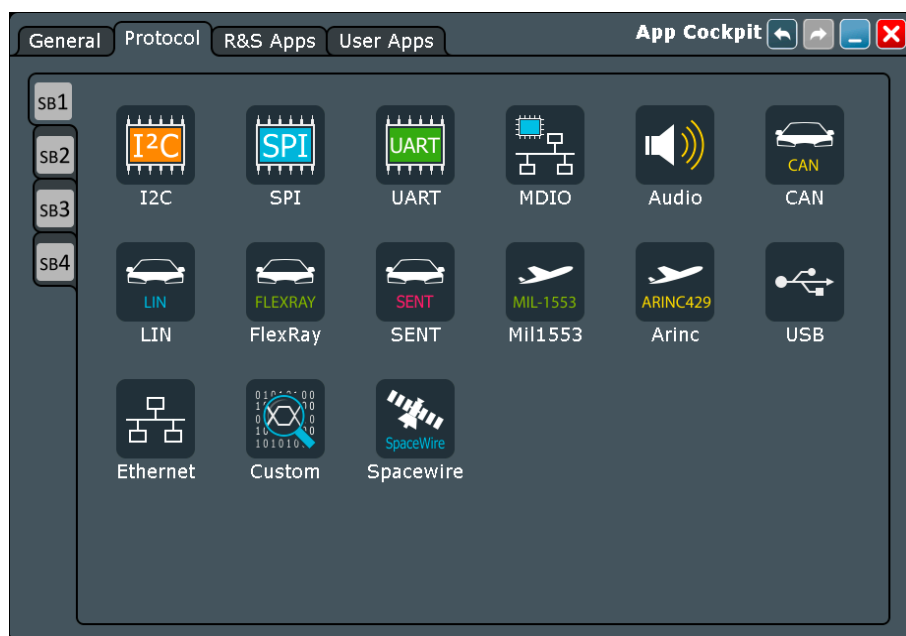 General Protocol R&S Apps User Apps App Cockpit
SB1
SB2
SB3
SB4
I²C SPI UART CAN
I2C SPI UART MDIO Audio CAN
LIN FLEXRAY SENT MIL-1553 ARINC429
LIN FlexRay SENT Mil1553 Arinc USB
SpaceWire
Ethernet Custom Spacewire